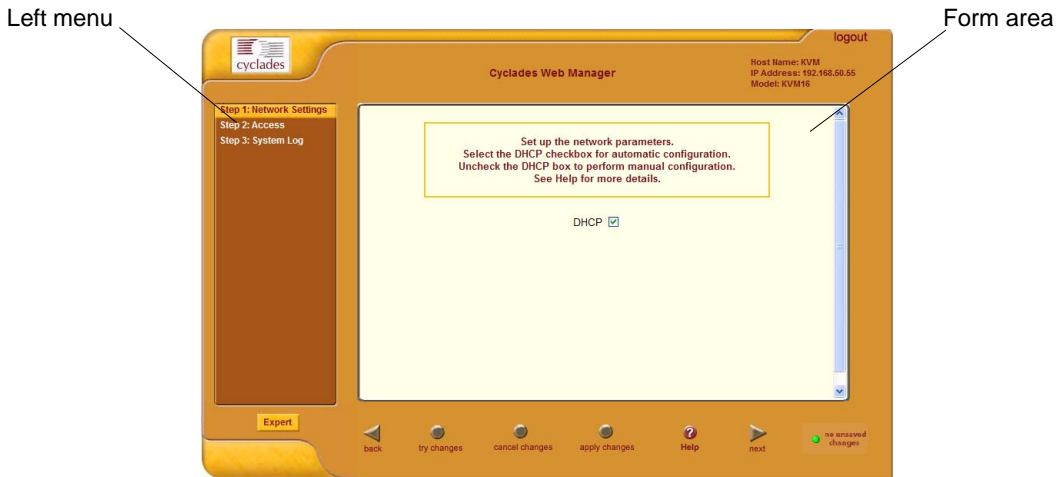 Left menu
Form area
logout
cyclades
Cyclades Web Manager
Host Name: KVM
IP Address: 192.168.50.55
Model: KVM16
Step 1: Network Settings
Step 2: Access
Step 3: System Log
Set up the network parameters.
Select the DHCP checkbox for automatic configuration.
Uncheck the DHCP box to perform manual configuration.
See Help for more details.
DHCP
Expert
back
try changes
cancel changes
apply changes
?
Help
next
no unsaved
changes